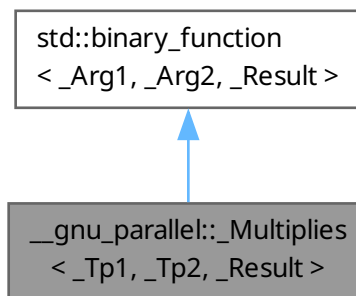 std::binary_function
< _Arg1, _Arg2, _Result >
__gnu_parallel::_Multiplies
< _Tp1, _Tp2, _Result >